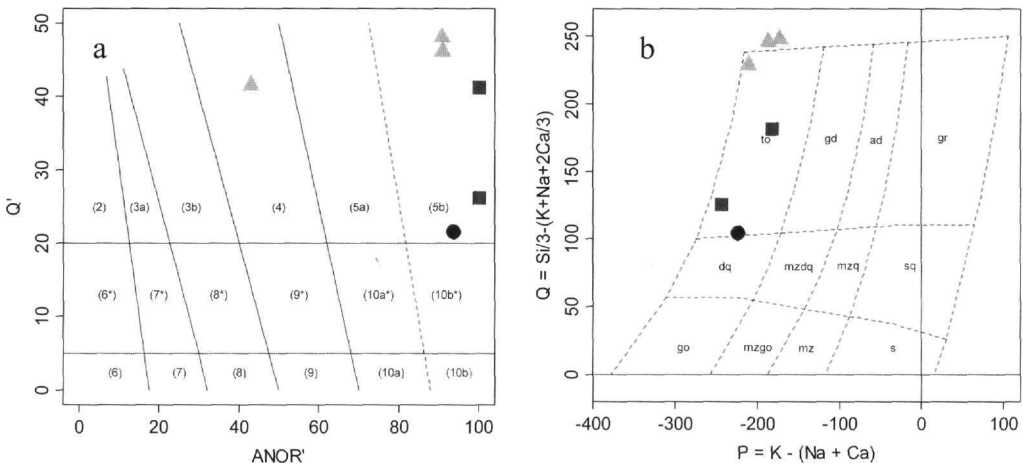 a
50
40
30
20
10
0
Q'
(2) (3a) (3b) (4) (5a) (5b)
(6*) (7*) (8*) (9*) (10a*) (10b*)
(6) (7) (8) (9) (10a) (10b)
0 20 40 60 80 100
ANOR'
b
250
200
150
100
50
0
Q = Si/3-(K+Na+2Ca/3)
to gd ad gr
dq mzdq mzq sq
go mzgo mz s
-400 -300 -200 -100 0 100
P = K - (Na + Ca)